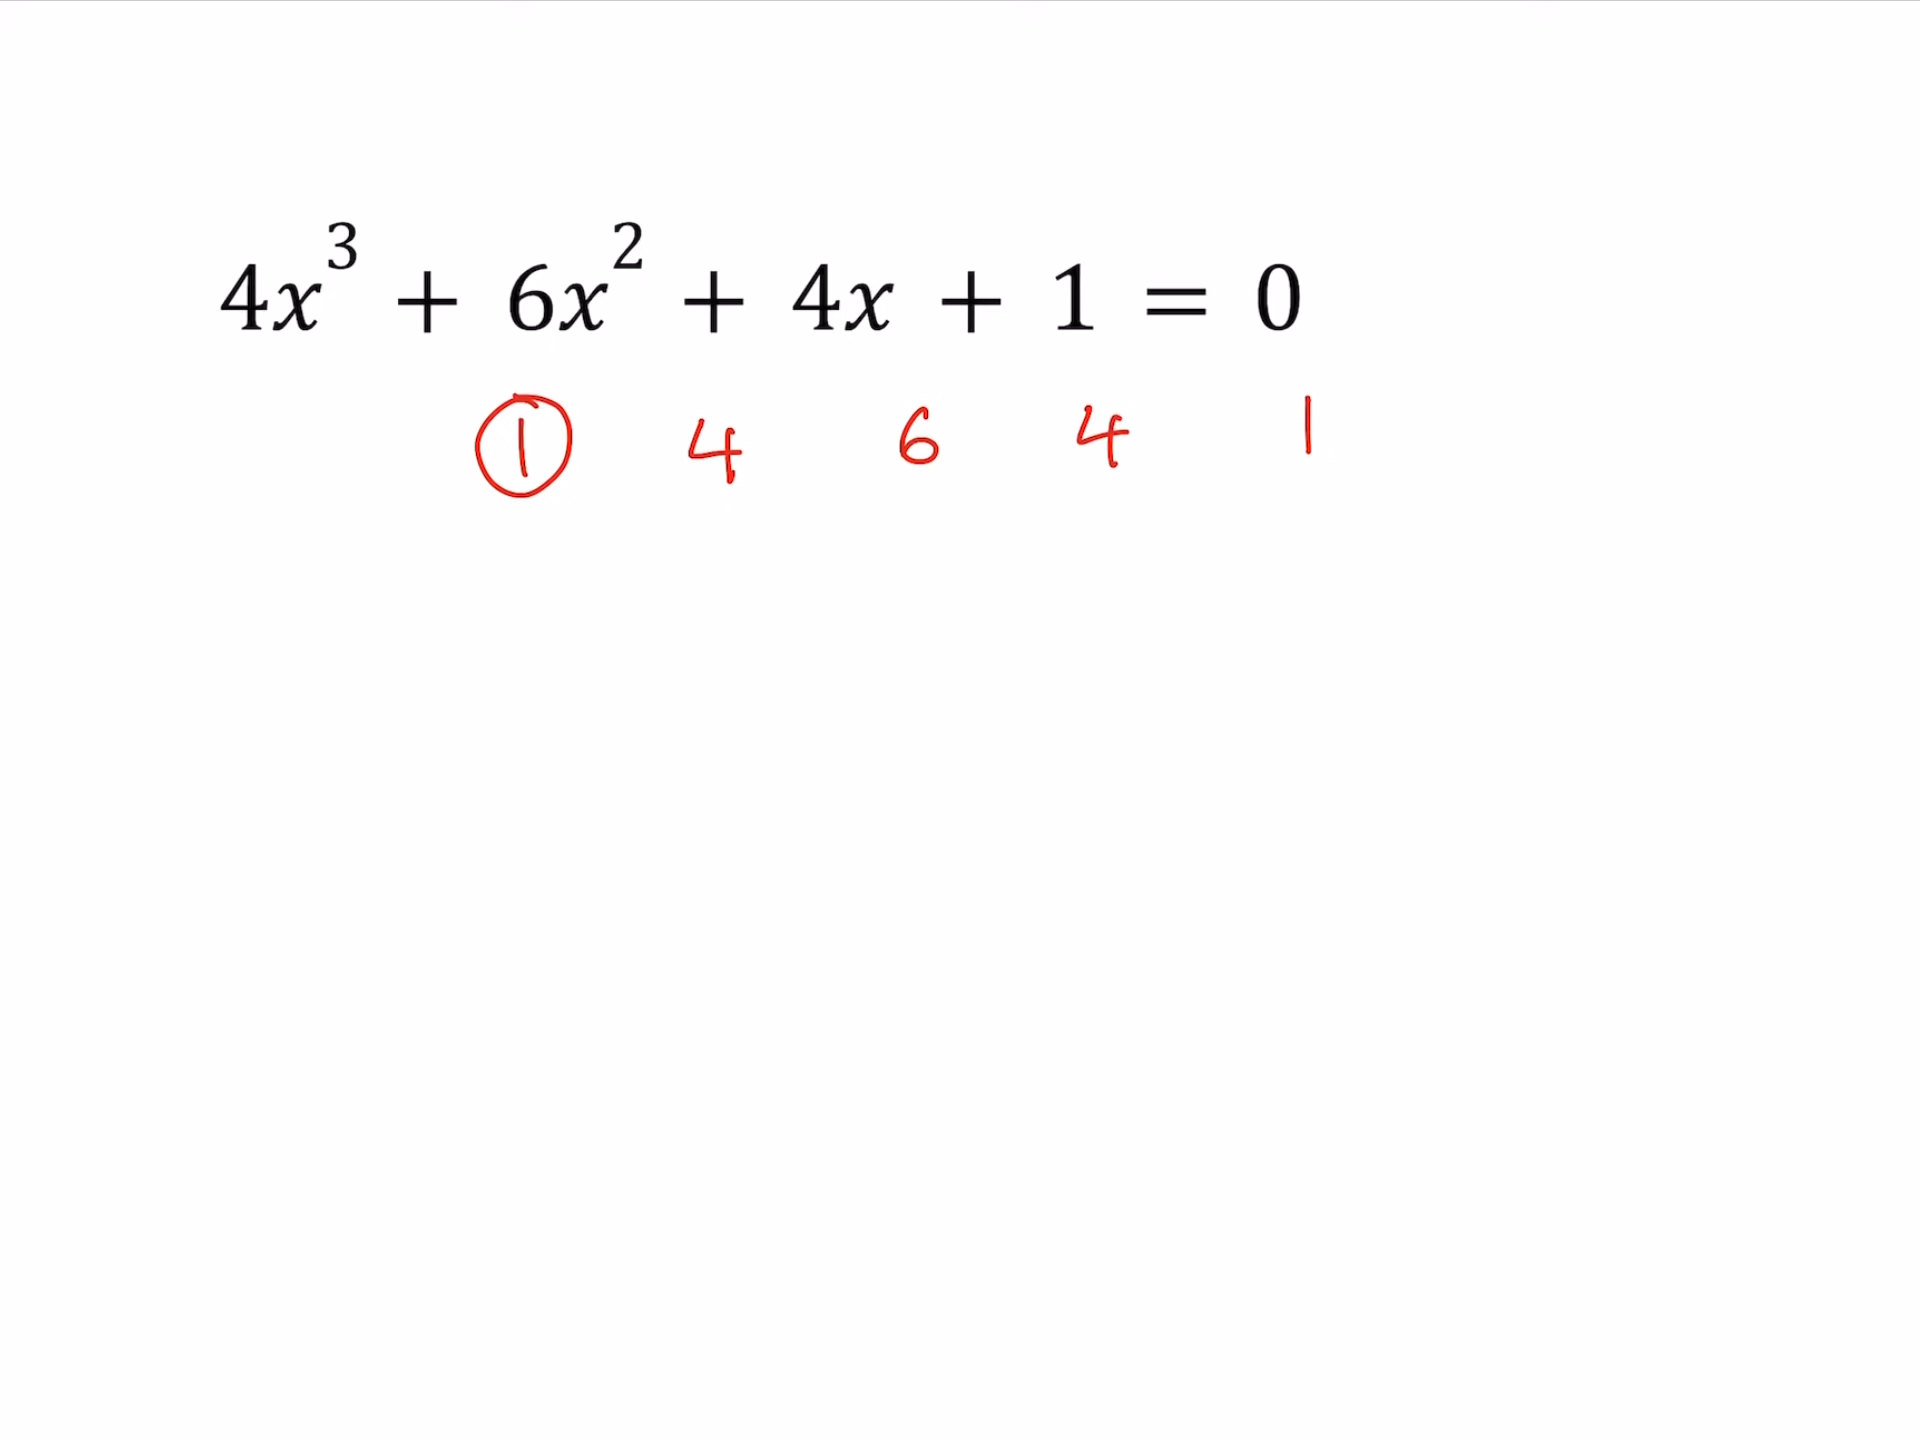 4x³ + 6x² + 4x + 1 = 0
1 4 6 4 1